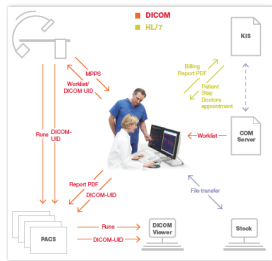 DICOM
HL/7
KIS
MPPS
Worklist/
DICOM UID
Billing
Report PDF
Patient
Step
Doctors
appointment
Runs
DICOM-
UID
Worklist
COM
Server
Report PDF
DICOM-UID
File transfer
PACS
Runs
DICOM-UID
DICOM
Viewer
Stock